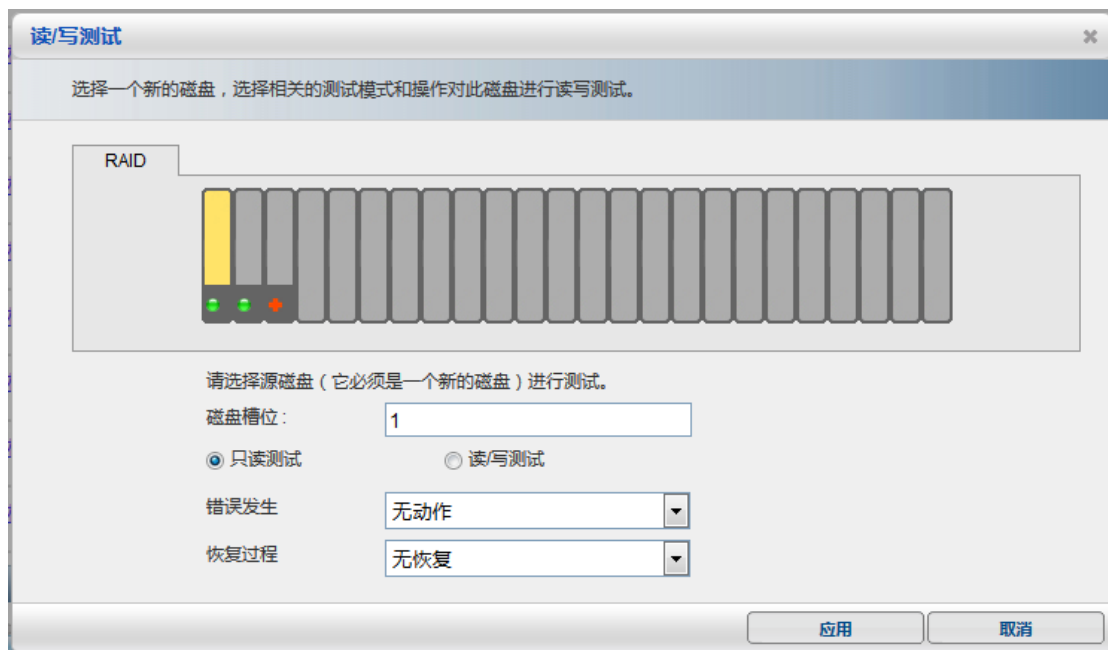 读/写测试
选择一个新的磁盘，选择相关的测试模式和操作对此磁盘进行读写测试。
RAID
请选择源磁盘（它必须是一个新的磁盘）进行测试。
磁盘槽位： 1
只读测试 读/写测试
错误发生 无动作
恢复过程 无恢复
应用 取消